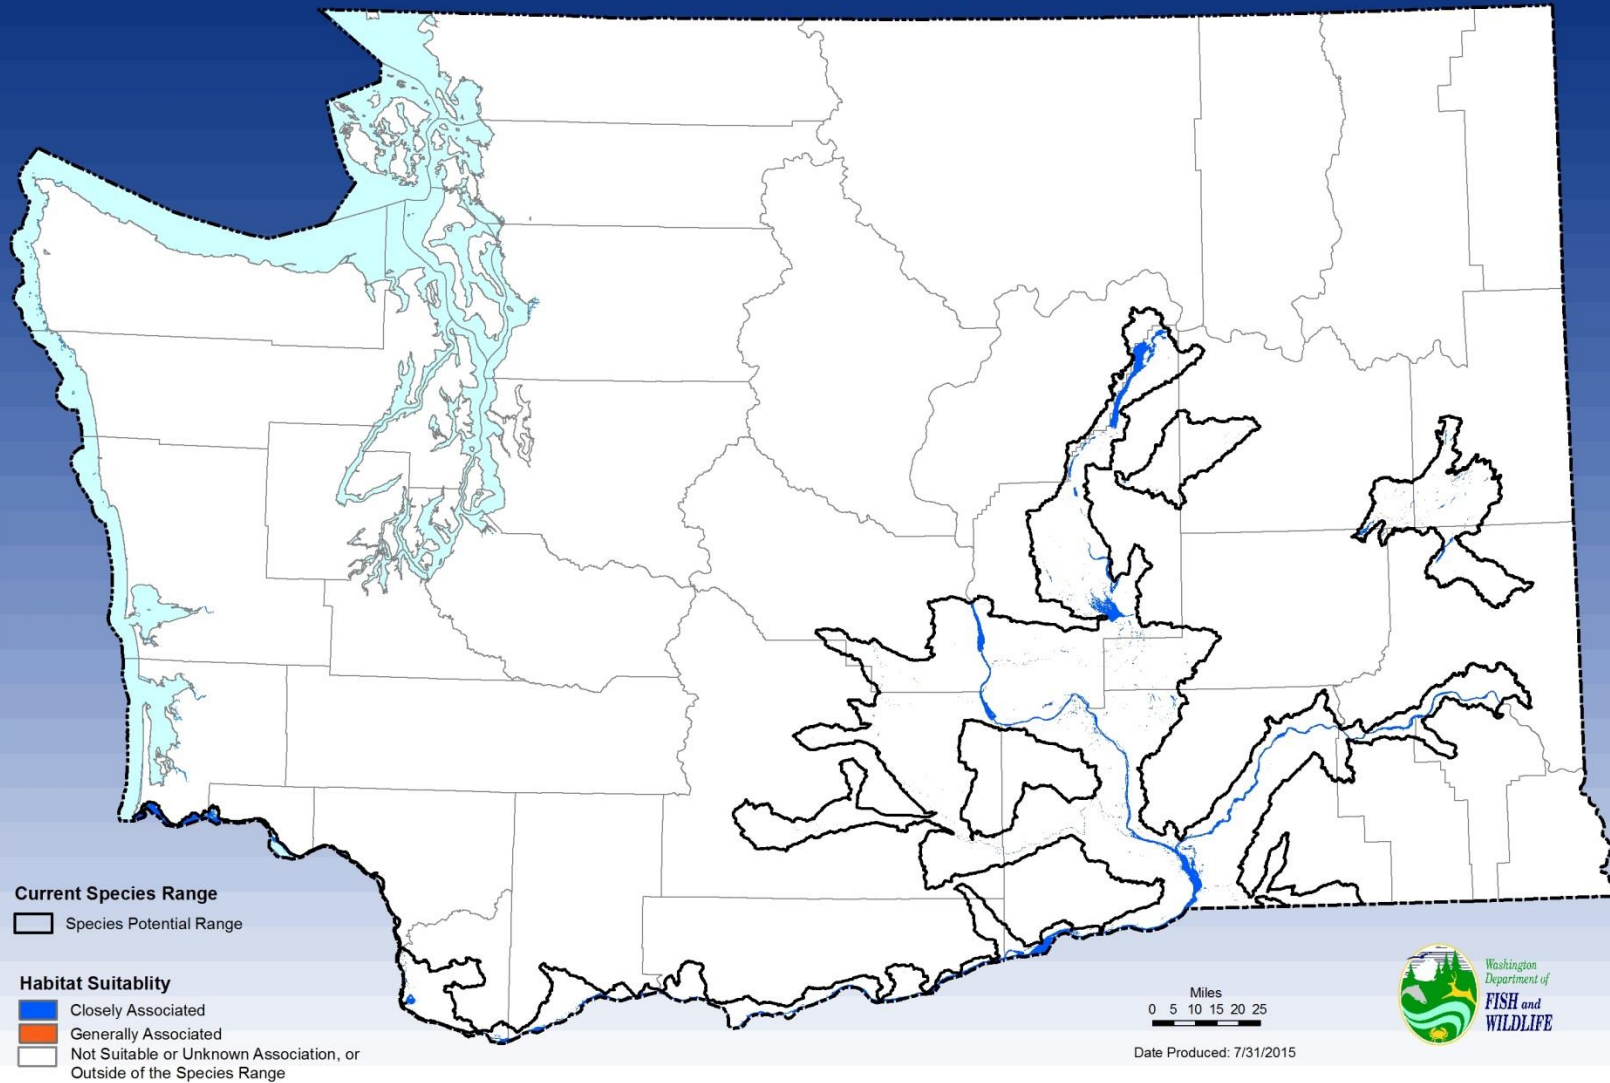 Current Species Range
Species Potential Range
Habitat Suitablity
Closely Associated
Generally Associated
Not Suitable or Unknown Association, or
Outside of the Species Range
Miles
0 5 10 15 20 25
Date Produced: 7/31/2015
Washington
Department of
FISH and
WILDLIFE